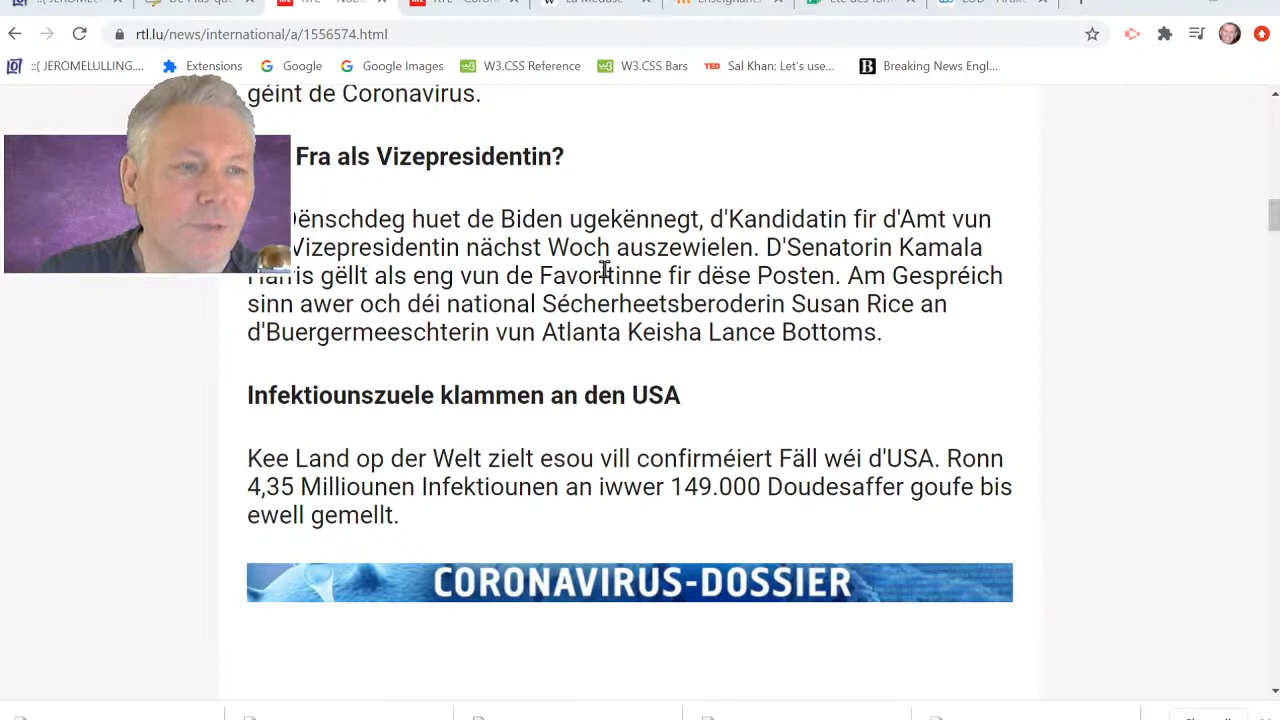 rtl.lu/news/international/a/1556574.html
::( JEROMELULLING.... Extensions Google Google Images W3.CSS Reference W3.CSS Bars TED Sal Khan: Let's use... B Breaking News Engl...
géint de Coronavirus.
Fra als Vizepresidentin?
huet de Biden ugekënnegt, d'Kandidatin fir d'Amt vun
Vizepresidentin nächst Woch auszewielen. D'Senatorin Kamala
gëllt als eng vun de Favorittinne fir dëse Posten. Am Gespréich
sinn awer och déi national Sécherheetsberoderin Susan Rice an
d'Buergermeeschterin vun Atlanta Keisha Lance Bottoms.
Infektiounszuele klammen an den USA
Kee Land op der Welt zielt esou vill confirméiert Fäll wéi d'USA. Ronn
4,35 Milliounen Infektiounen an iwwer 149.000 Doudesaffer goufe bis
ewell gemellt.
CORONAVIRUS-DOSSIER